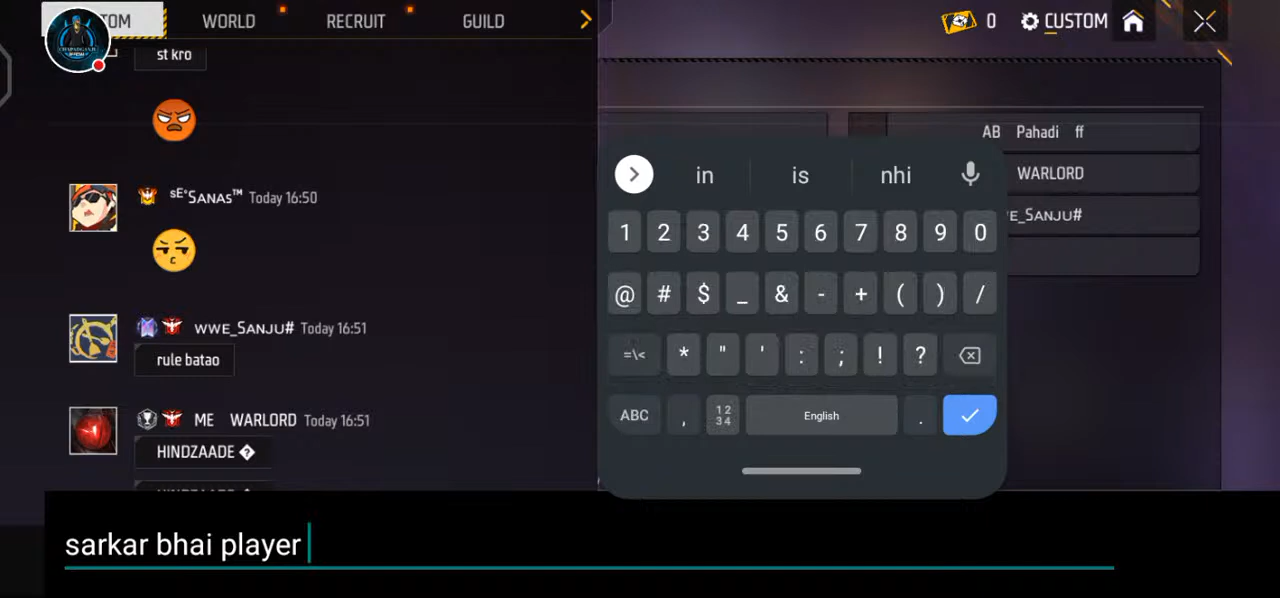 TOM WORLD RECRUIT GUILD 0 CUSTOM
st kro
sE*SANAS™ Today 16:50
WWE_SANJU# Today 16:51
rule batao
ME WARLORD Today 16:51
HINDZAADE �
AB Pahadi ff
WARLORD
E_SANJU#
in is nhi
1 2 3 4 5 6 7 8 9 0
@ # $ _ & - + ( ) /
=\< * " ' : ; ! ?
ABC , 12 34 English .
sarkar bhai player